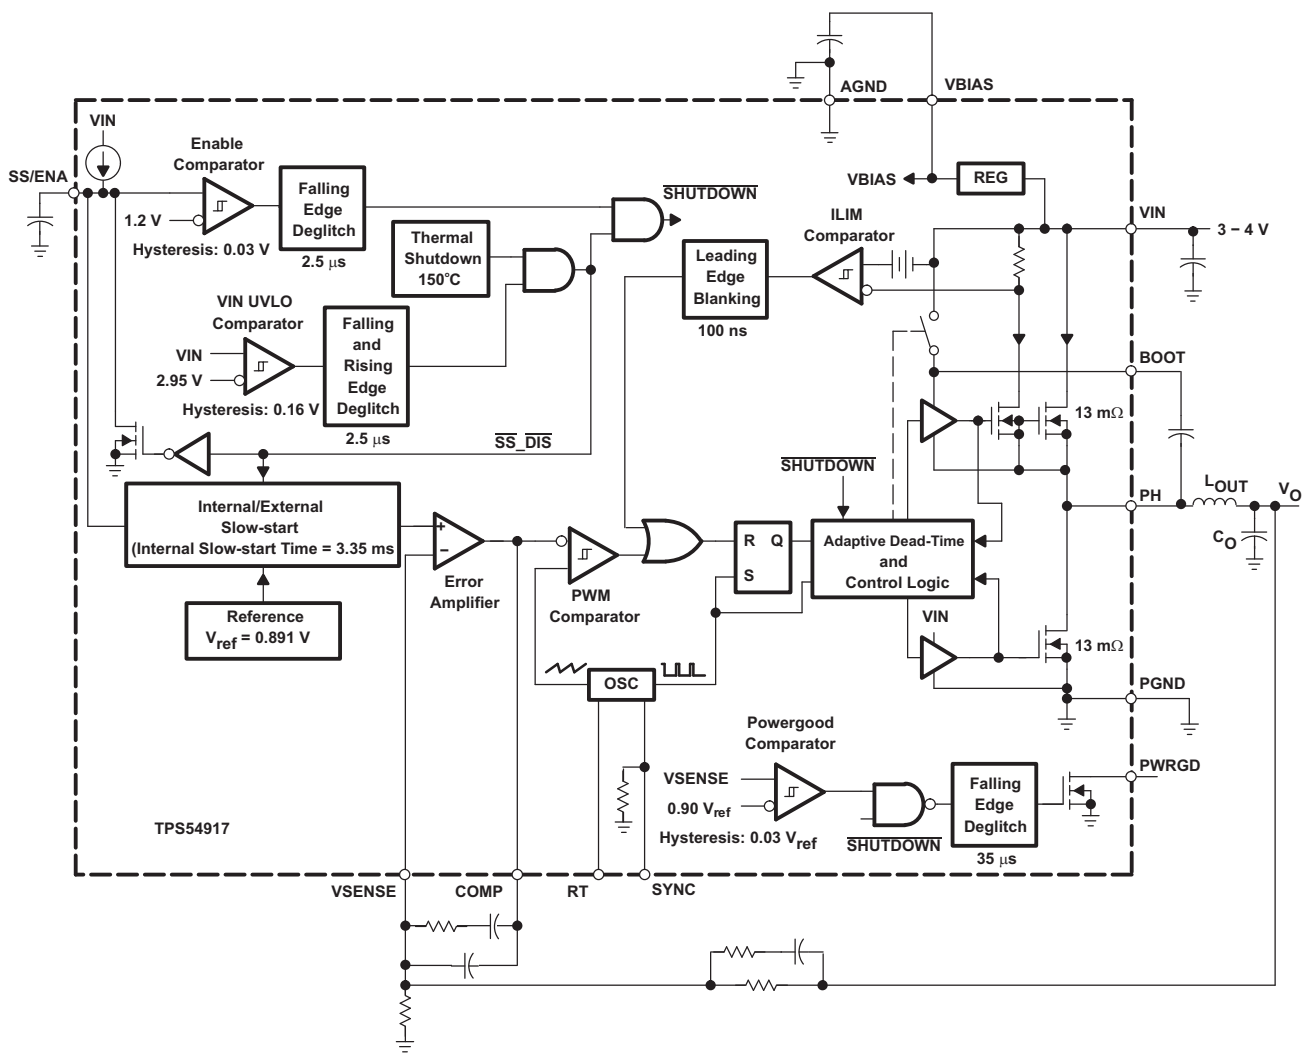 AGND
VBIAS
VIN
Enable
Comparator
SS/ENA
Falling
Edge
Deglitch
SHUTDOWN
VBIAS
REG
1.2 V
Hysteresis: 0.03 V
2.5 μs
Thermal
Shutdown
150°C
ILIM
Comparator
VIN
3 – 4 V
Leading
Edge
Blanking
100 ns
VIN UVLO
Comparator
Falling
and
Rising
Edge
Deglitch
VIN
2.95 V
Hysteresis: 0.16 V
2.5 μs
BOOT
13 mΩ
SS_DIS
SHUTDOWN
Internal/External
Slow-start
(Internal Slow-start Time = 3.35 ms
+
−
Error
Amplifier
PWM
Comparator
R Q
S
Adaptive Dead-Time
and
Control Logic
PH
LOUT
VO
CO
Reference
Vref = 0.891 V
VIN
13 mΩ
OSC
PGND
Powergood
Comparator
VSENSE
0.90 Vref
Hysteresis: 0.03 Vref
SHUTDOWN
Falling
Edge
Deglitch
35 μs
PWRGD
TPS54917
VSENSE
COMP
RT
SYNC